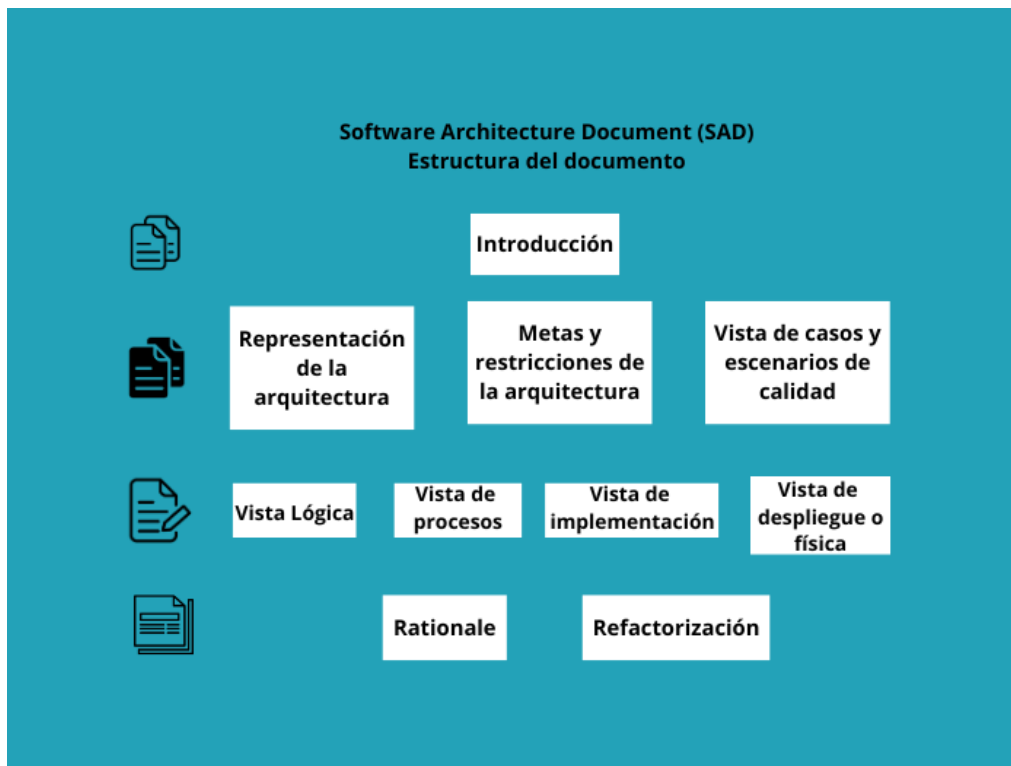 Software Architecture Document (SAD)
Estructura del documento
Introducción
Representación
de la
arquitectura
Metas y
restricciones de
la arquitectura
Vista de casos y
escenarios de
calidad
Vista Lógica
Vista de
procesos
Vista de
implementación
Vista de
despliegue o
física
Rationale
Refactorización